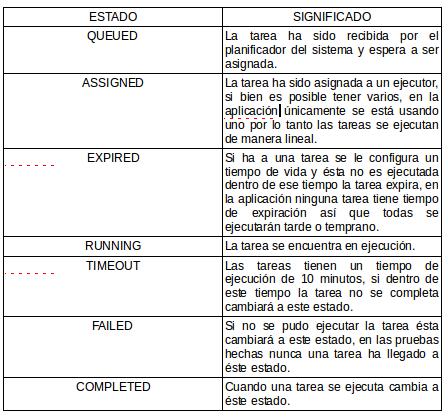 ESTADO SIGNIFICADO
QUEUED La tarea ha sido recibida por el
planificador del sistema y espera a ser
asignada.
ASSIGNED La tarea ha sido asignada a un ejecutor,
si bien es posible tener varios, en la
aplicación únicamente se está usando
uno por lo tanto las tareas se ejecutan
de manera lineal.
EXPIRED Si ha a una tarea se le configura un
tiempo de vida y ésta no es ejecutada
dentro de ese tiempo la tarea expira, en
la aplicación ninguna tarea tiene tiempo
de expiración así que todas se
ejecutarán tarde o temprano.
RUNNING La tarea se encuentra en ejecución.
TIMEOUT Las tareas tienen un tiempo de
ejecución de 10 minutos, si dentro de
este tiempo la tarea no se completa
cambiará a este estado.
FAILED Si no se pudo ejecutar la tarea ésta
cambiará a este estado, en las pruebas
hechas nunca una tarea ha llegado a
éste estado.
COMPLETED Cuando una tarea se ejecuta cambia a
éste estado.